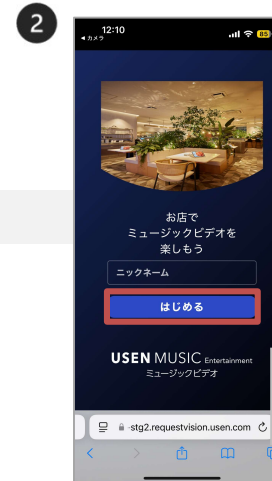 2
12:10
◀ カメラ
85
お店で
ミュージックビデオを
楽しもう
ニックネーム
はじめる
USEN MUSIC Entertainment
ミュージックビデオ
-stg2.requestvision.usen.com